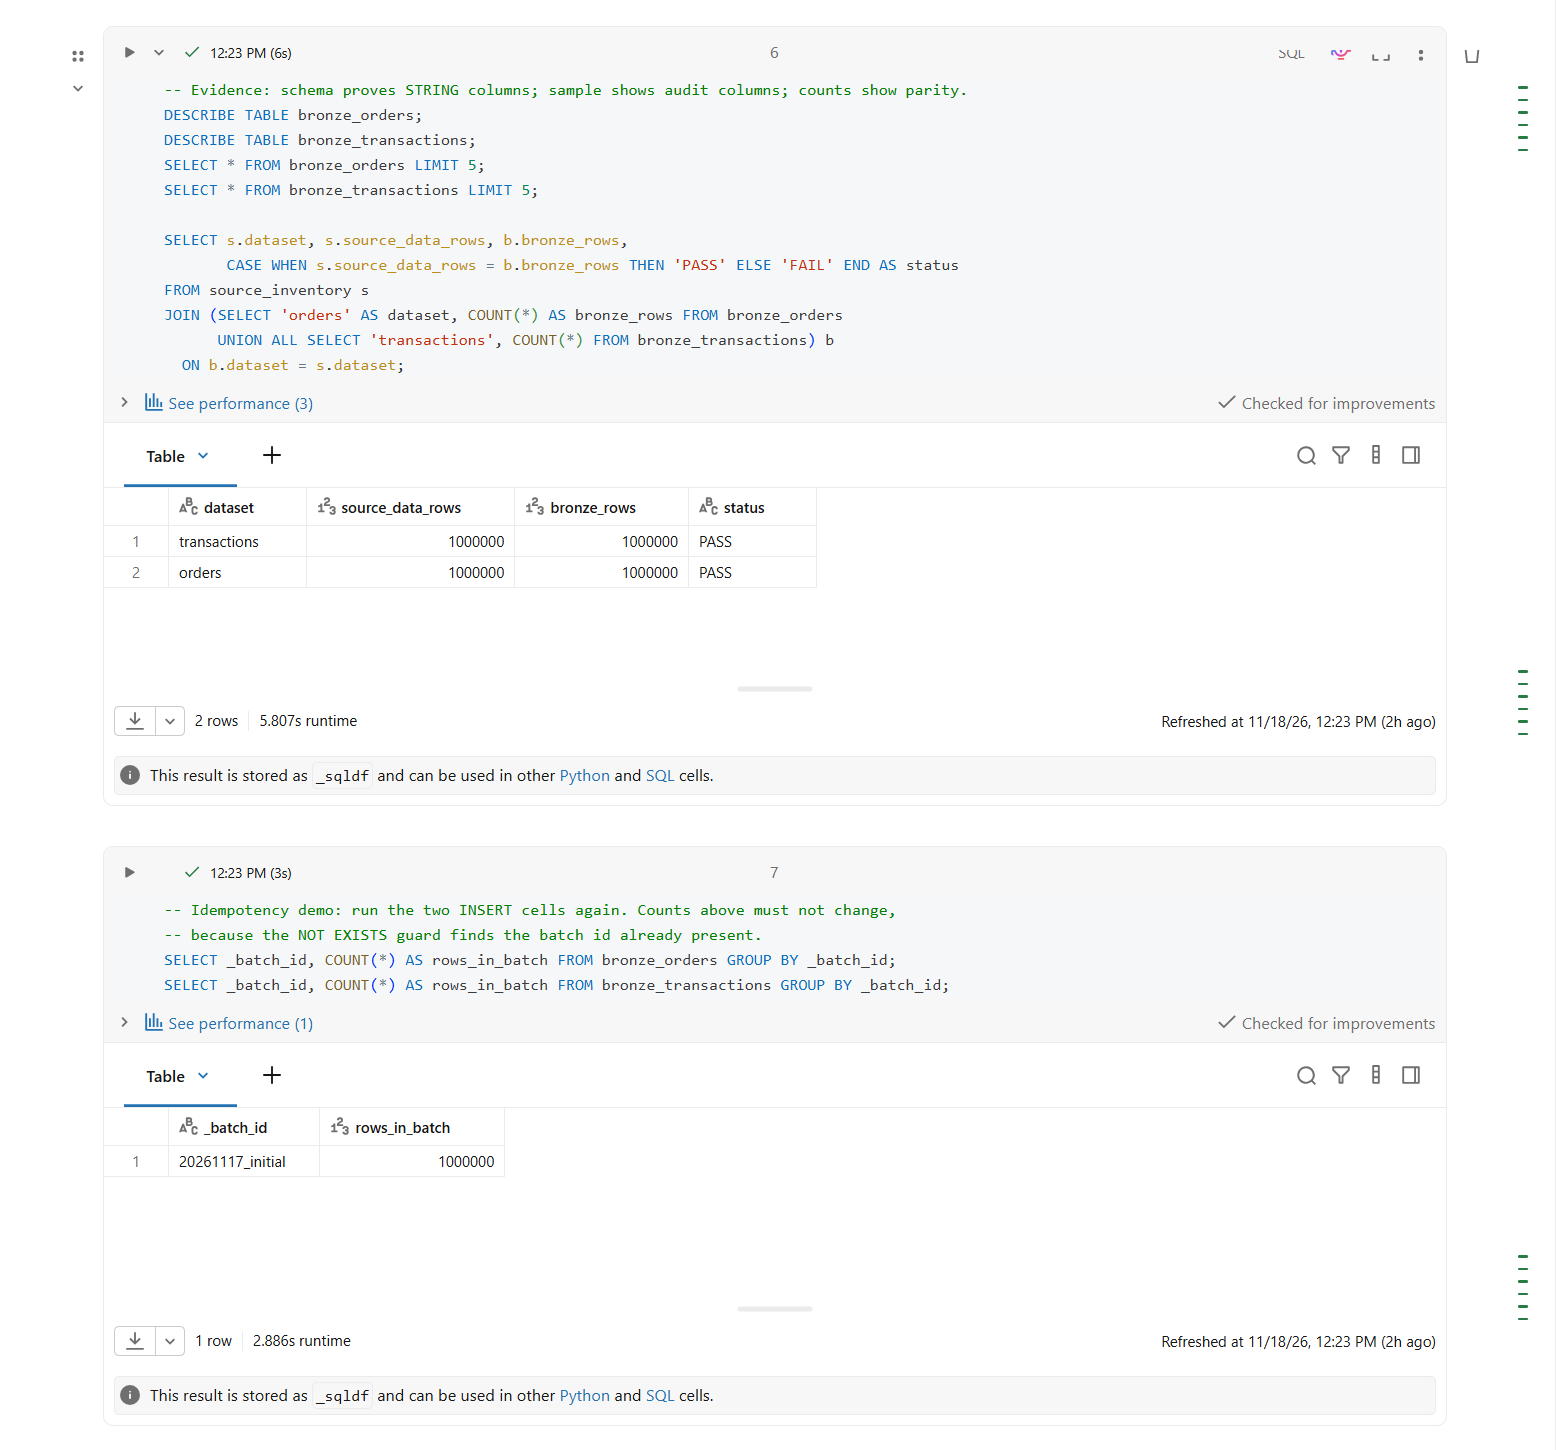 12:23 PM (6s)
6
SQL
-- Evidence: schema proves STRING columns; sample shows audit columns; counts show parity.
DESCRIBE TABLE bronze_orders;
DESCRIBE TABLE bronze_transactions;
SELECT * FROM bronze_orders LIMIT 5;
SELECT * FROM bronze_transactions LIMIT 5;
SELECT s.dataset, s.source_data_rows, b.bronze_rows,
CASE WHEN s.source_data_rows = b.bronze_rows THEN 'PASS' ELSE 'FAIL' END AS status
FROM source_inventory s
JOIN (SELECT 'orders' AS dataset, COUNT(*) AS bronze_rows FROM bronze_orders
UNION ALL SELECT 'transactions', COUNT(*) FROM bronze_transactions) b
ON b.dataset = s.dataset;
See performance (3)
Checked for improvements
Table
dataset source_data_rows bronze_rows status
1 transactions 1000000 1000000 PASS
2 orders 1000000 1000000 PASS
2 rows 5.807s runtime
Refreshed at 11/18/26, 12:23 PM (2h ago)
This result is stored as _sqldf and can be used in other Python and SQL cells.
12:23 PM (3s)
7
-- Idempotency demo: run the two INSERT cells again. Counts above must not change,
-- because the NOT EXISTS guard finds the batch id already present.
SELECT _batch_id, COUNT(*) AS rows_in_batch FROM bronze_orders GROUP BY _batch_id;
SELECT _batch_id, COUNT(*) AS rows_in_batch FROM bronze_transactions GROUP BY _batch_id;
See performance (1)
Checked for improvements
Table
_batch_id rows_in_batch
1 20261117_initial 1000000
1 row 2.886s runtime
Refreshed at 11/18/26, 12:23 PM (2h ago)
This result is stored as _sqldf and can be used in other Python and SQL cells.